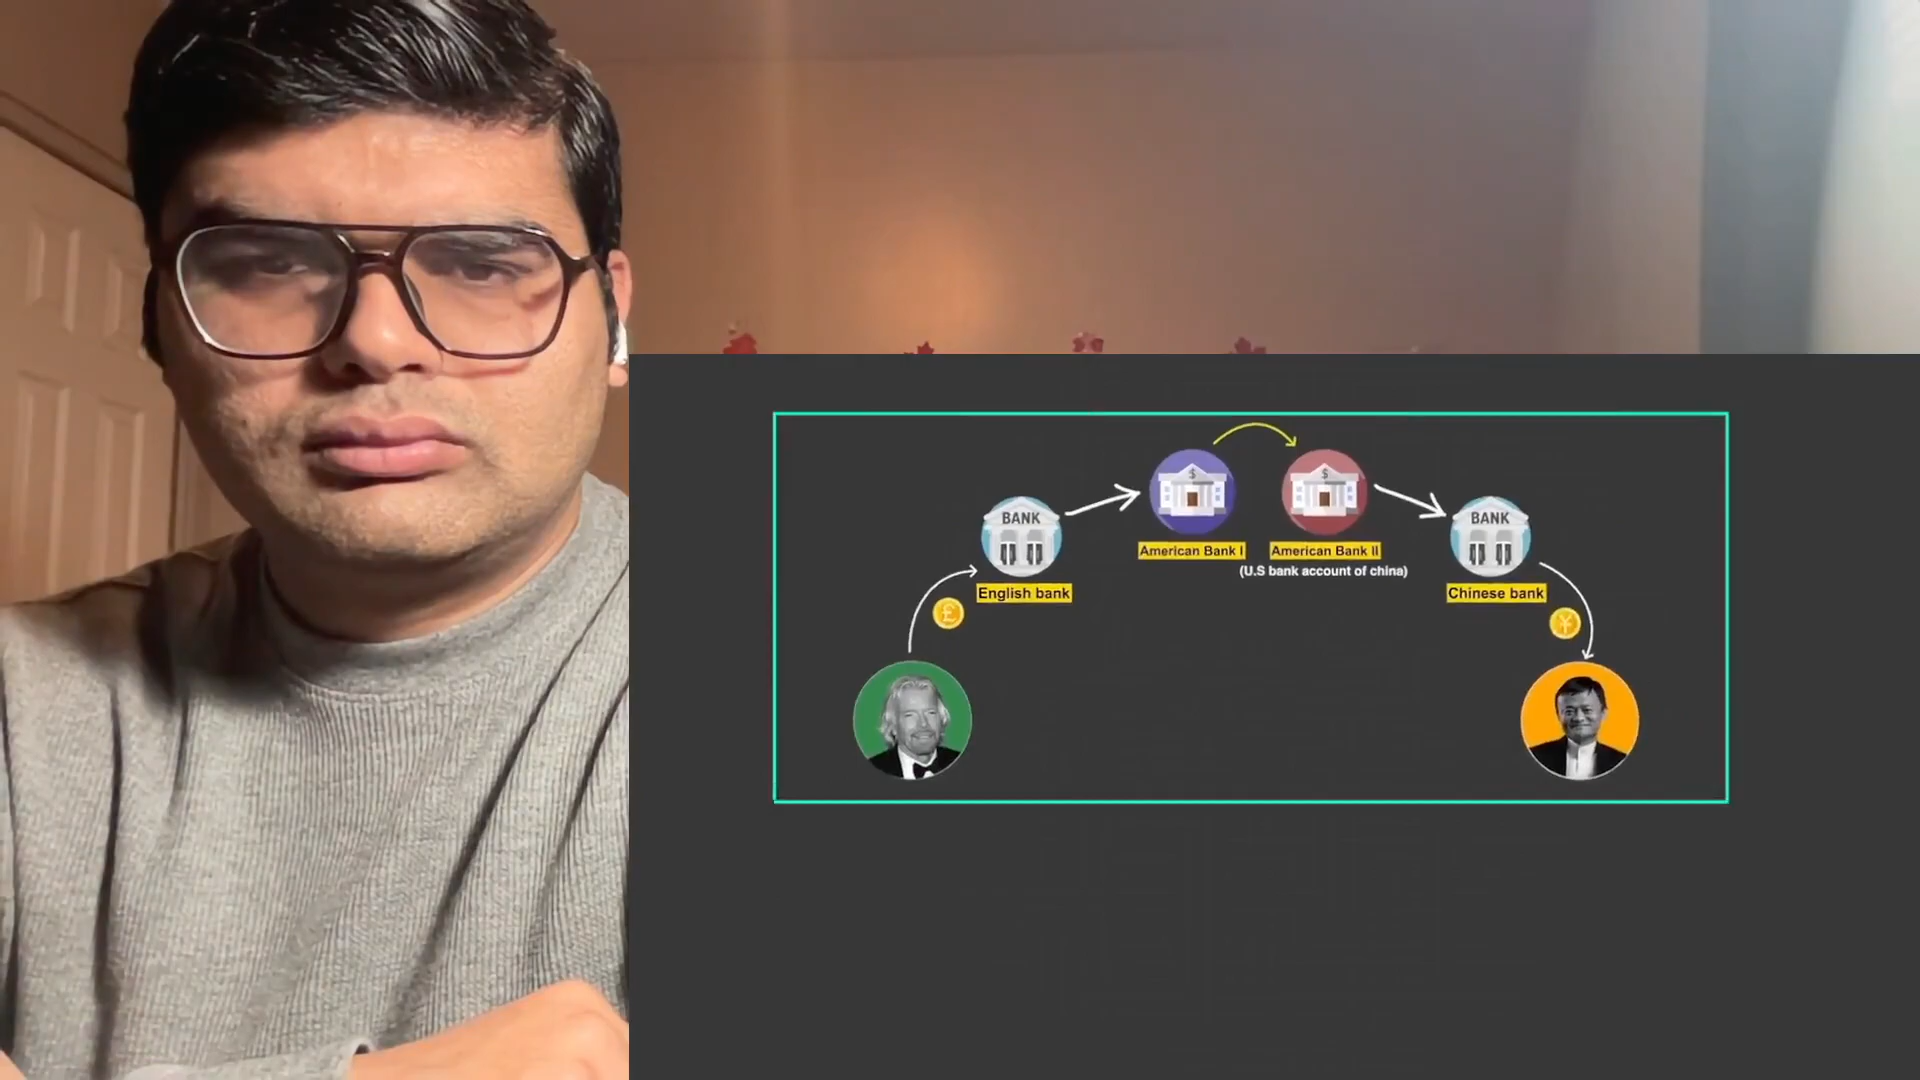 BANK
$
$
BANK
American Bank I
American Bank II
(U.S bank account of china)
English bank
Chinese bank
£
¥